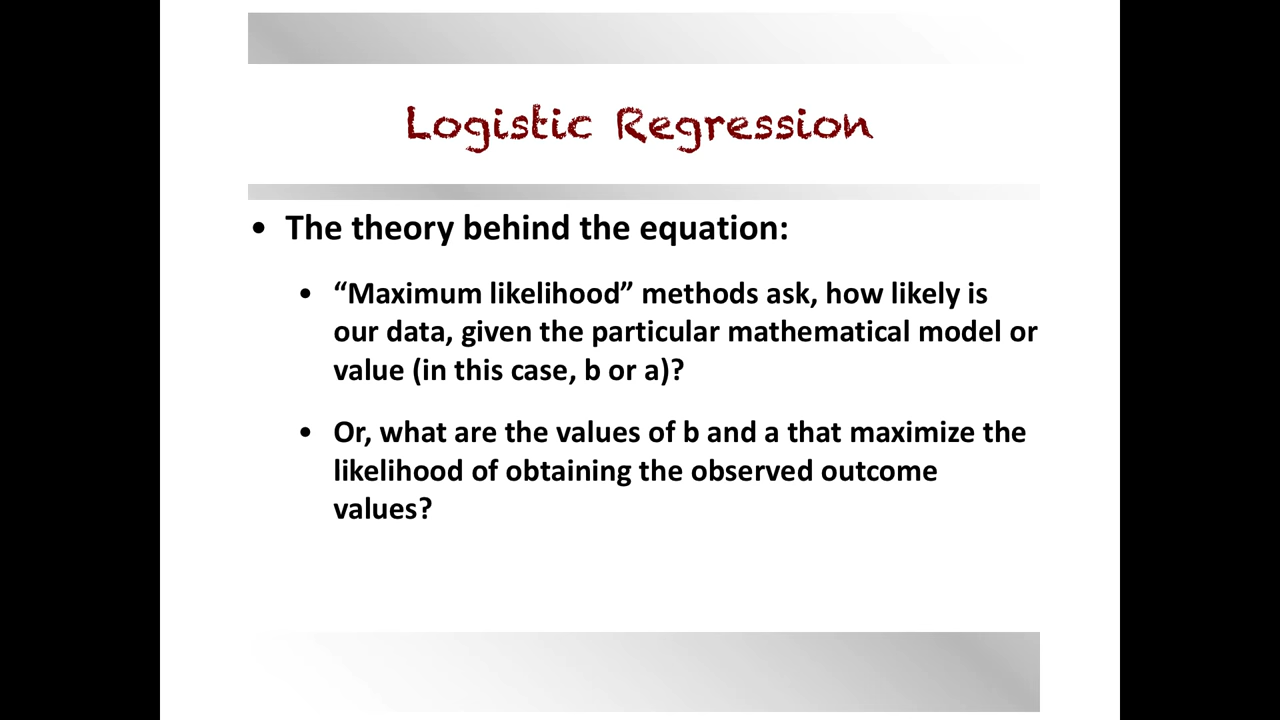 Logistic Regression
• The theory behind the equation:
• “Maximum likelihood” methods ask, how likely is
our data, given the particular mathematical model or
value (in this case, b or a)?
• Or, what are the values of b and a that maximize the
likelihood of obtaining the observed outcome
values?